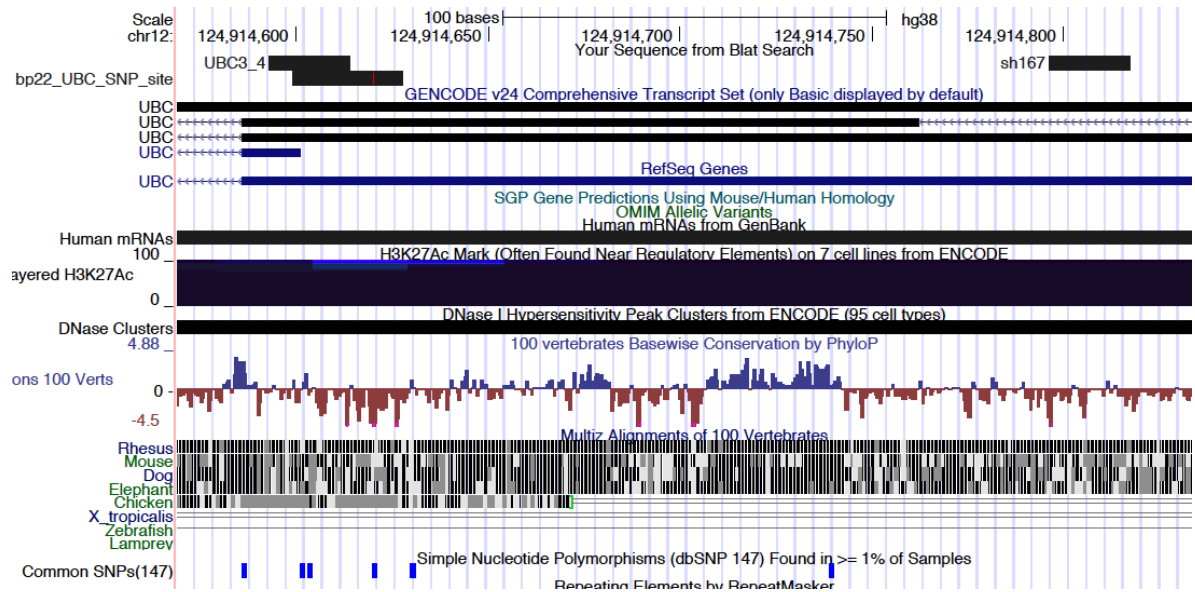 Scale 100 bases hg38
chr12: 124,914,600 124,914,650 124,914,700 124,914,750 124,914,800
Your Sequence from Blat Search
UBC3_4 sh167
bp22_UBC_SNP_site
GENCODE v24 Comprehensive Transcript Set (only Basic displayed by default)
UBC
UBC
UBC
UBC
RefSeq Genes
UBC
SGP Gene Predictions Using Mouse/Human Homology
OMIM Allelic Variants
Human mRNAs from GenBank
Human mRNAs
H3K27Ac Mark (Often Found Near Regulatory Elements) on 7 cell lines from ENCODE
100 _
ayered H3K27Ac
0 _
DNase I Hypersensitivity Peak Clusters from ENCODE (95 cell types)
DNase Clusters
100 vertebrates Basewise Conservation by PhyloP
4.88 _
ons 100 Verts
0 -
-4.5
Multiz Alignments of 100 Vertebrates
Rhesus
Mouse
Dog
Elephant
Chicken
X_tropicalis
Zebrafish
Lamprey
Simple Nucleotide Polymorphisms (dbSNP 147) Found in >= 1% of Samples
Common SNPs(147)
Repeating Elements by RepeatMasker